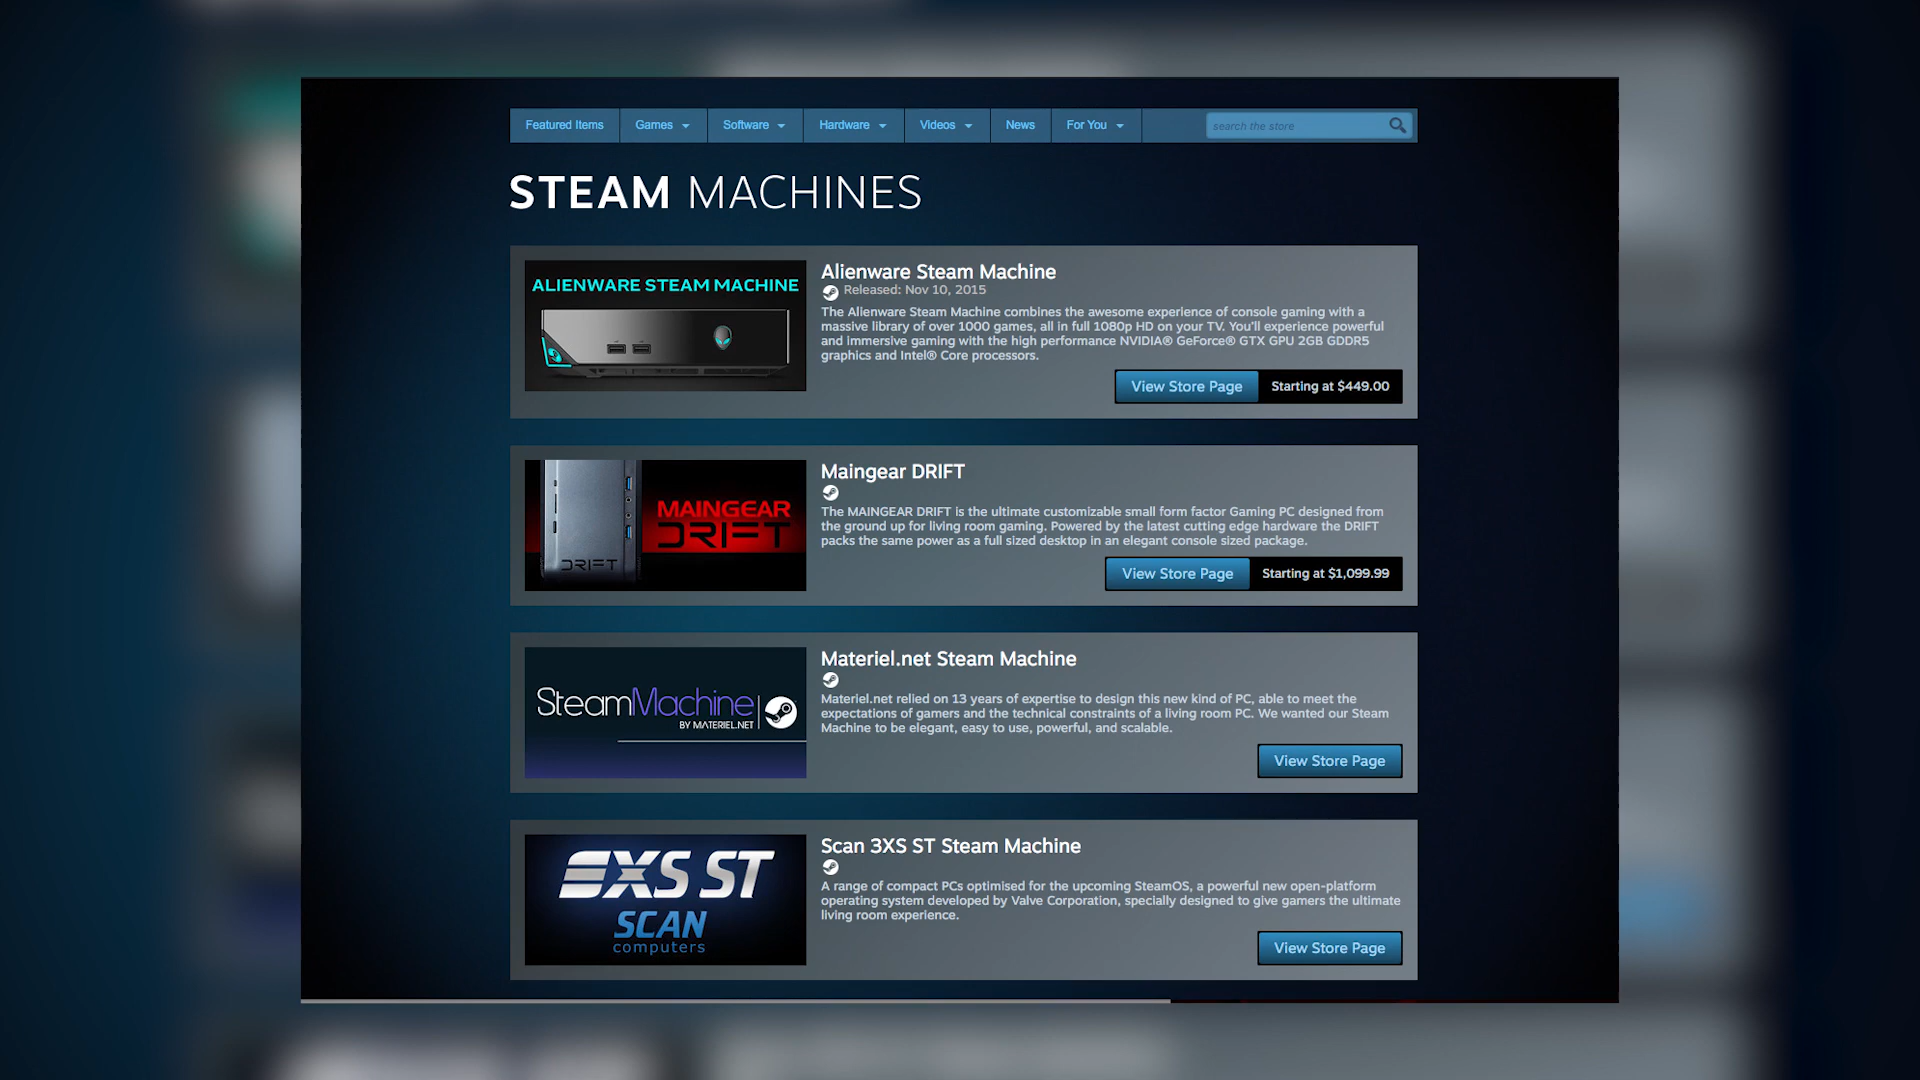 Featured Items Games Software Hardware Videos News For You search the store
STEAM MACHINES
ALIENWARE STEAM MACHINE
Alienware Steam Machine
Released: Nov 10, 2015
The Alienware Steam Machine combines the awesome experience of console gaming with a
massive library of over 1000 games, all in full 1080p HD on your TV. You'll experience powerful
and immersive gaming with the high performance NVIDIA® GeForce® GTX GPU 2GB GDDR5
graphics and Intel® Core processors.
View Store Page Starting at $449.00
MAINGEAR
DRIFT
DRIFT
Maingear DRIFT
The MAINGEAR DRIFT is the ultimate customizable small form factor Gaming PC designed from
the ground up for living room gaming. Powered by the latest cutting edge hardware the DRIFT
packs the same power as a full sized desktop in an elegant console sized package.
View Store Page Starting at $1,099.99
SteamMachine
BY MATERIEL.NET
Materiel.net Steam Machine
Materiel.net relied on 13 years of expertise to design this new kind of PC, able to meet the
expectations of gamers and the technical constraints of a living room PC. We wanted our Steam
Machine to be elegant, easy to use, powerful, and scalable.
View Store Page
3XS ST
SCAN
computers
Scan 3XS ST Steam Machine
A range of compact PCs optimised for the upcoming SteamOS, a powerful new open-platform
operating system developed by Valve Corporation, specially designed to give gamers the ultimate
living room experience.
View Store Page